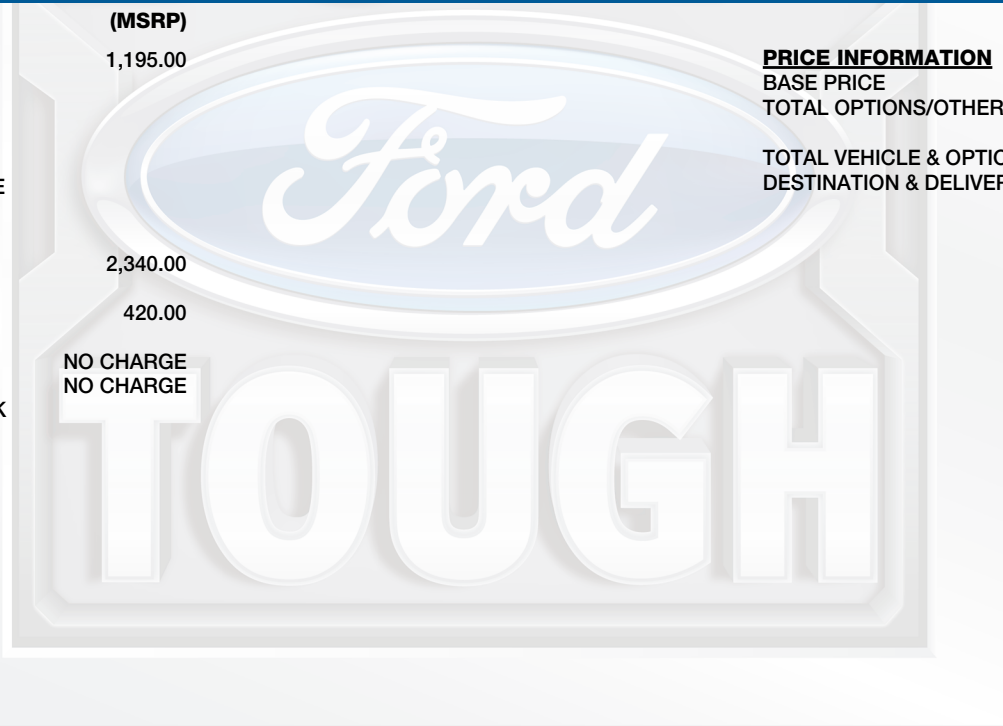 (MSRP)
1,195.00
E
2,340.00
420.00
NO CHARGE
NO CHARGE
K
PRICE INFORMATION
BASE PRICE
TOTAL OPTIONS/OTHER
TOTAL VEHICLE & OPTIO
DESTINATION & DELIVER
Ford
TOUGH